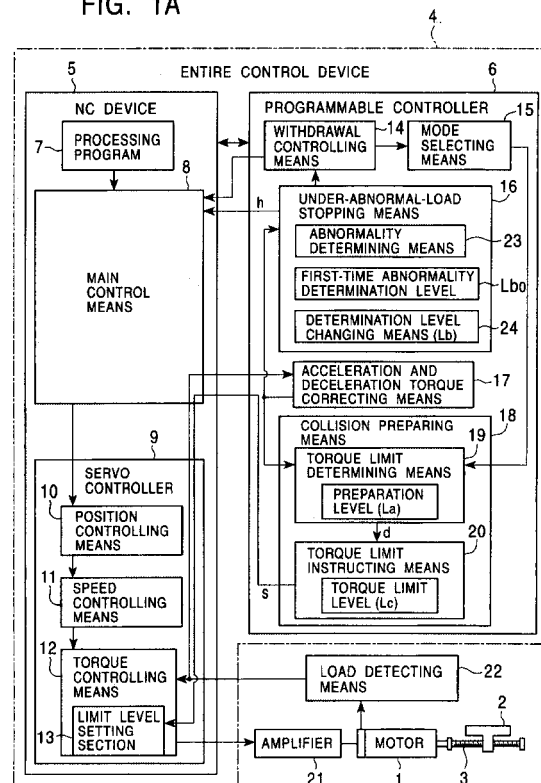 FIG. 1A
4
ENTIRE CONTROL DEVICE
5
NC DEVICE
7
PROCESSING
PROGRAM
8
MAIN
CONTROL
MEANS
h
9
SERVO
CONTROLLER
10
POSITION
CONTROLLING
MEANS
11
SPEED
CONTROLLING
MEANS
12
TORQUE
CONTROLLING
MEANS
13
LIMIT LEVEL
SETTING
SECTION
6
PROGRAMMABLE CONTROLLER
WITHDRAWAL
CONTROLLING
MEANS
14
MODE
SELECTING
MEANS
15
UNDER-ABNORMAL-LOAD
STOPPING MEANS
16
ABNORMALITY
DETERMINING MEANS
23
FIRST-TIME ABNORMALITY
DETERMINATION LEVEL
Lbo
DETERMINATION LEVEL
CHANGING MEANS (Lb)
24
ACCELERATION AND
DECELERATION TORQUE
CORRECTING MEANS
17
COLLISION PREPARING
MEANS
18
19
TORQUE LIMIT
DETERMINING MEANS
PREPARATION
LEVEL (La)
d
20
TORQUE LIMIT
INSTRUCTING MEANS
TORQUE LIMIT
LEVEL (Lc)
s
LOAD DETECTING
MEANS
22
AMPLIFIER
21
MOTOR
1
2
3